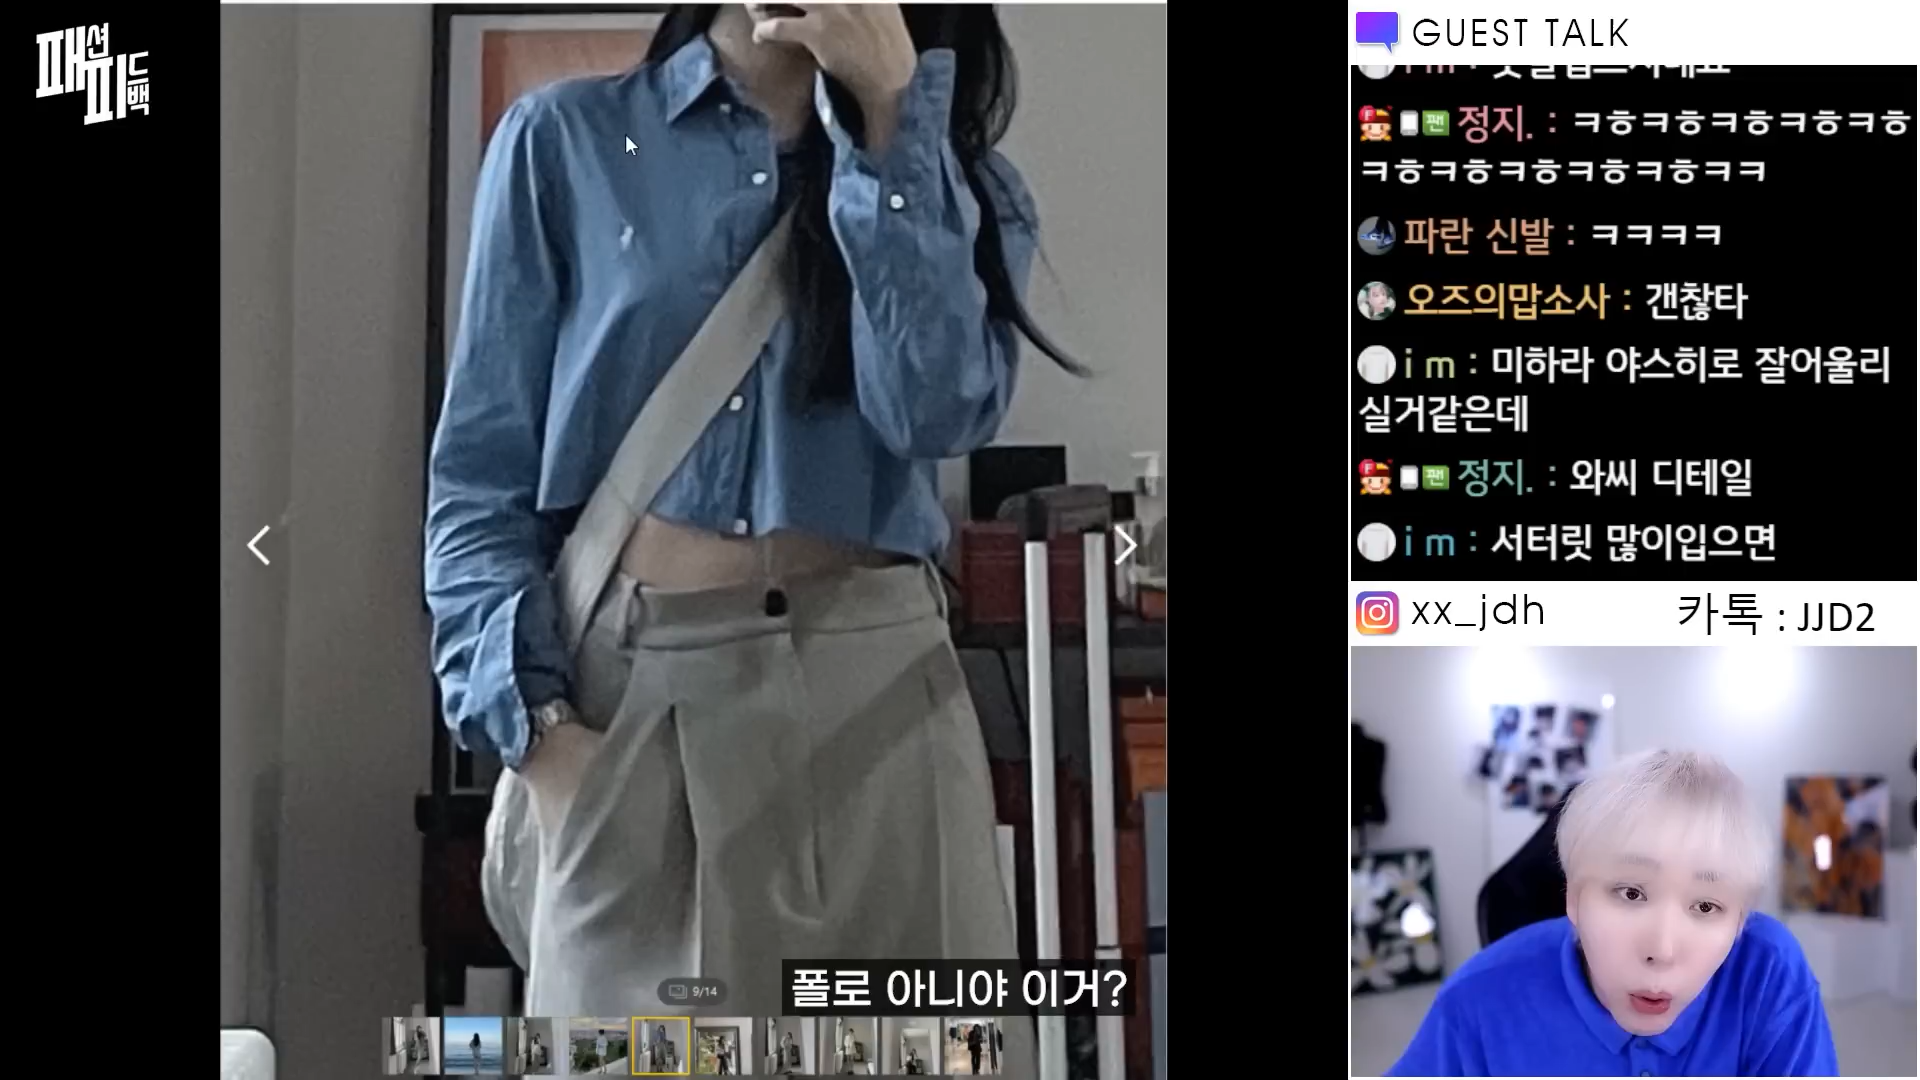 패션
피드백
GUEST TALK
정지. : ㅋㅎㅋㅎㅋㅎㅋㅎㅋㅎ
ㅋㅎㅋㅎㅋㅎㅋㅎㅋㅎㅋㅋ
파란 신발 : ㅋㅋㅋㅋ
오즈의맙소사 : 갠찮타
i m : 미하라 야스히로 잘어울리
실거같은데
정지. : 와씨 디테일
i m : 서터릿 많이입으면
xx_jdh
카톡 : JJD2
폴로 아니야 이거?
9/14